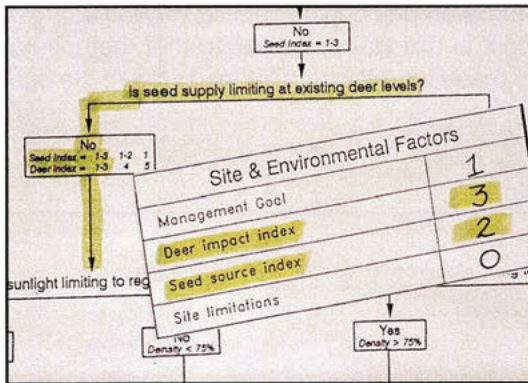 No
Seed Index = 1-3
Is seed supply limiting at existing deer levels?
No
Seed Index = 1-3 1-2 1
Deer Index = 1-3 4 5
Site & Environmental Factors
Management Goal 1
Deer impact index 3
Seed source index 2
Site limitations 0
sunlight limiting to
No
Density < 75%
Yes
Density > 75%